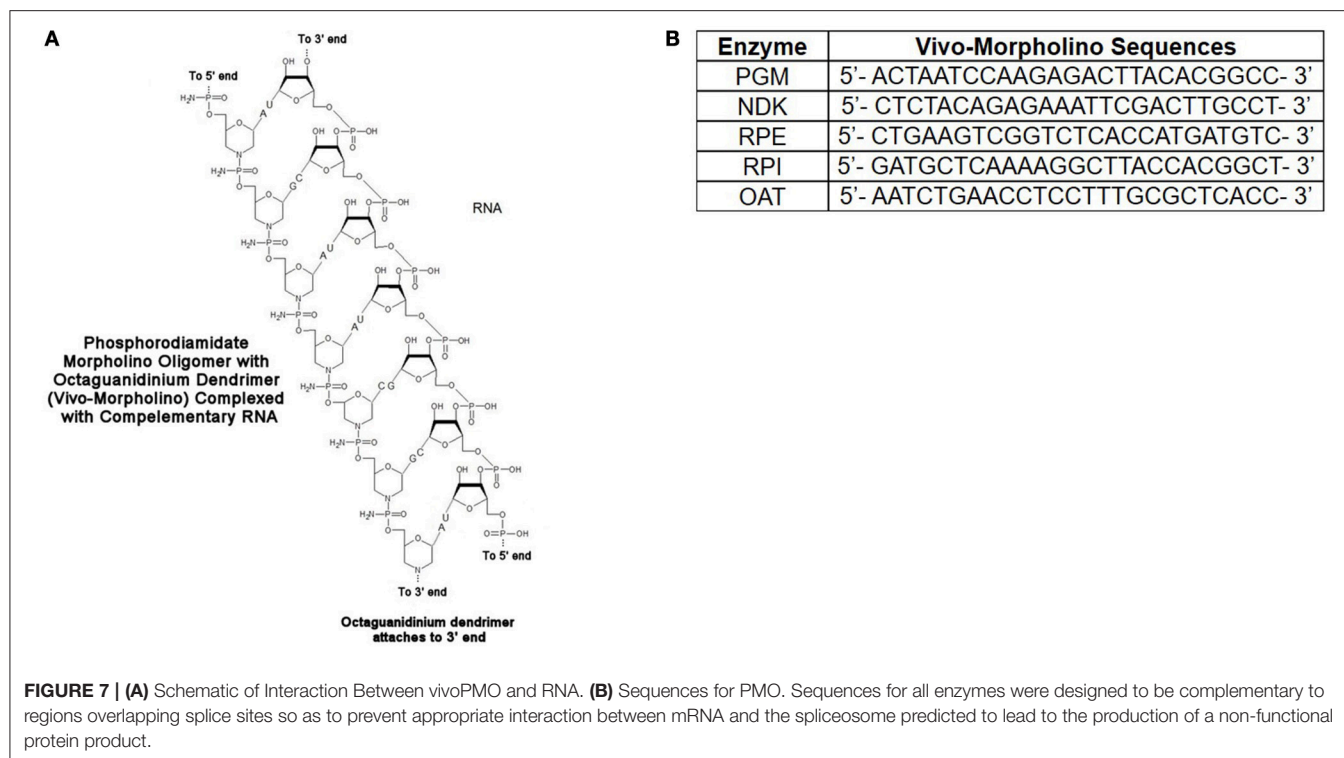 A
To 3' end
To 5' end
OH
O
H₂N—P=O
A U
O—P—OH
G C
A U
A U
C G
G C
A U
O=P—OH
To 5' end
To 3' end
RNA
Phosphorodiamidate
Morpholino Oligomer with
Octaguanidinium Dendrimer
(Vivo-Morpholino) Complexed
with Compelementary RNA
Octaguanidinium dendrimer
attaches to 3' end
B
Enzyme Vivo-Morpholino Sequences
PGM 5'- ACTAATCCAAGAGACTTACACGGCC- 3'
NDK 5'- CTCTACAGAGAAATTCGACTTGCCT- 3'
RPE 5'- CTGAAGTCGGTCTCACCATGATGTC- 3'
RPI 5'- GATGCTCAAAAGGCTTACCACGGCT- 3'
OAT 5'- AATCTGAACCTCCTTTGCGCTCACC- 3'
FIGURE 7 | (A) Schematic of Interaction Between vivoPMO and RNA. (B) Sequences for PMO. Sequences for all enzymes were designed to be complementary to
regions overlapping splice sites so as to prevent appropriate interaction between mRNA and the spliceosome predicted to lead to the production of a non-functional
protein product.